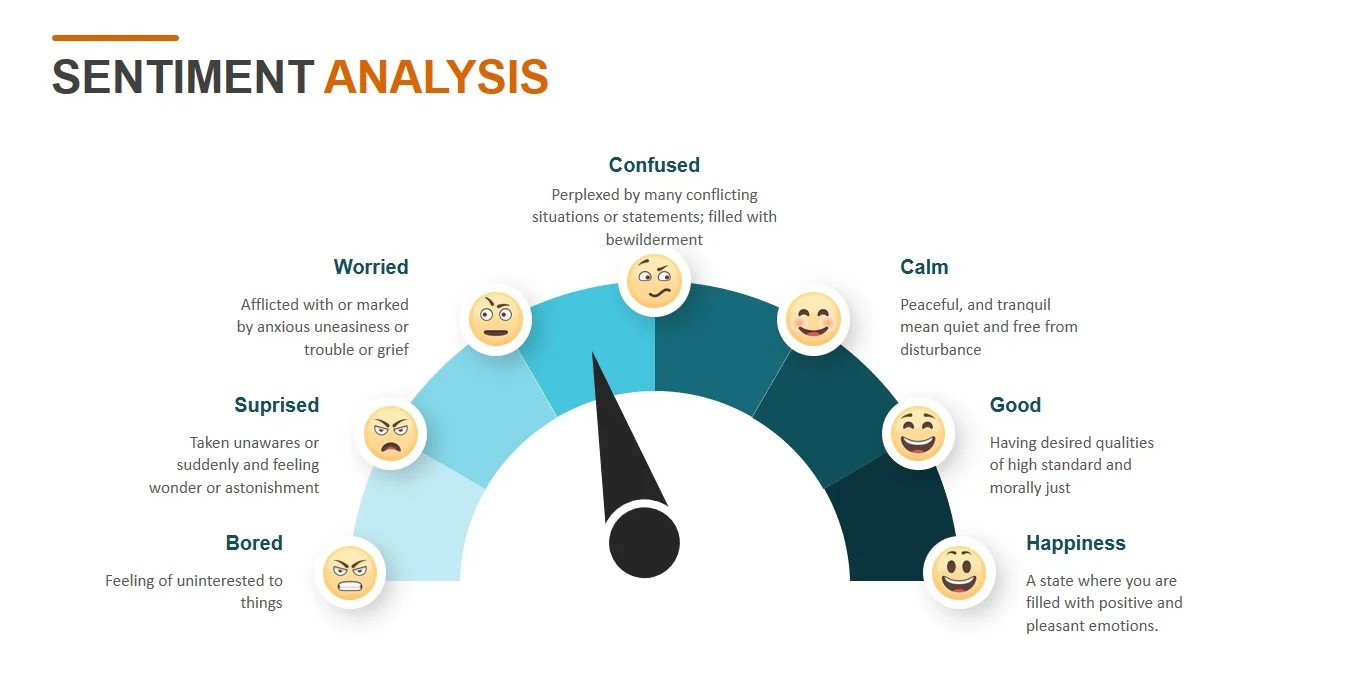 SENTIMENT ANALYSIS
Confused
Perplexed by many conflicting
situations or statements; filled with
bewilderment
Worried
Afflicted with or marked
by anxious uneasiness or
trouble or grief
Calm
Peaceful, and tranquil
mean quiet and free from
disturbance
Suprised
Taken unawares or
suddenly and feeling
wonder or astonishment
Good
Having desired qualities
of high standard and
morally just
Bored
Feeling of uninterested to
things
Happiness
A state where you are
filled with positive and
pleasant emotions.